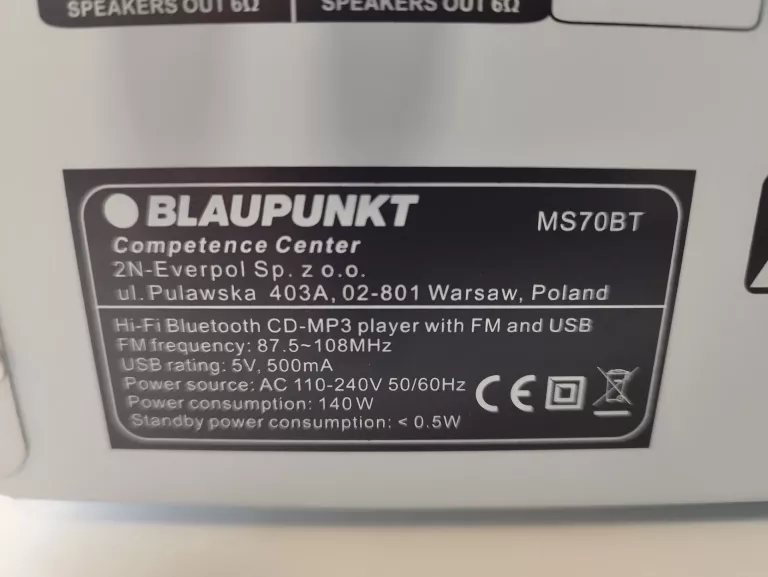 SPEAKERS OUT 6Ω SPEAKERS OUT 6Ω
BLAUPUNKT MS70BT
Competence Center
2N-Everpol Sp. z o.o.
ul. Pulawska 403A, 02-801 Warsaw, Poland
Hi-Fi Bluetooth CD-MP3 player with FM and USB
FM frequency: 87.5~108MHz
USB rating: 5V, 500mA
Power source: AC 110-240V 50/60Hz
Power consumption: 140W
Standby power consumption: < 0.5W
CE